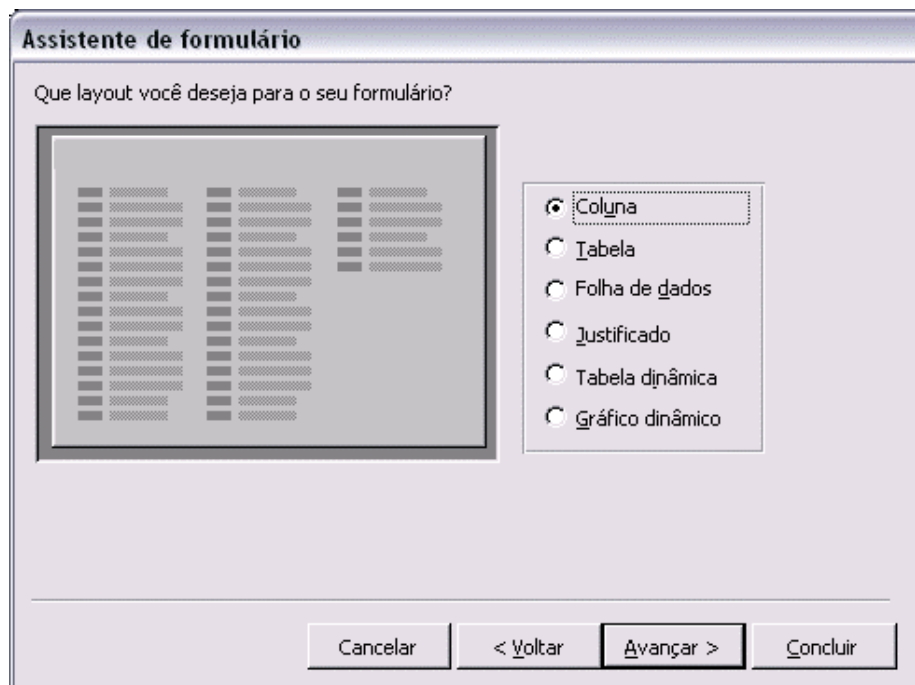 Assistente de formulário
Que layout você deseja para o seu formulário?
Coluna
Tabela
Folha de dados
Justificado
Tabela dinâmica
Gráfico dinâmico
Cancelar
< Voltar
Avançar >
Concluir